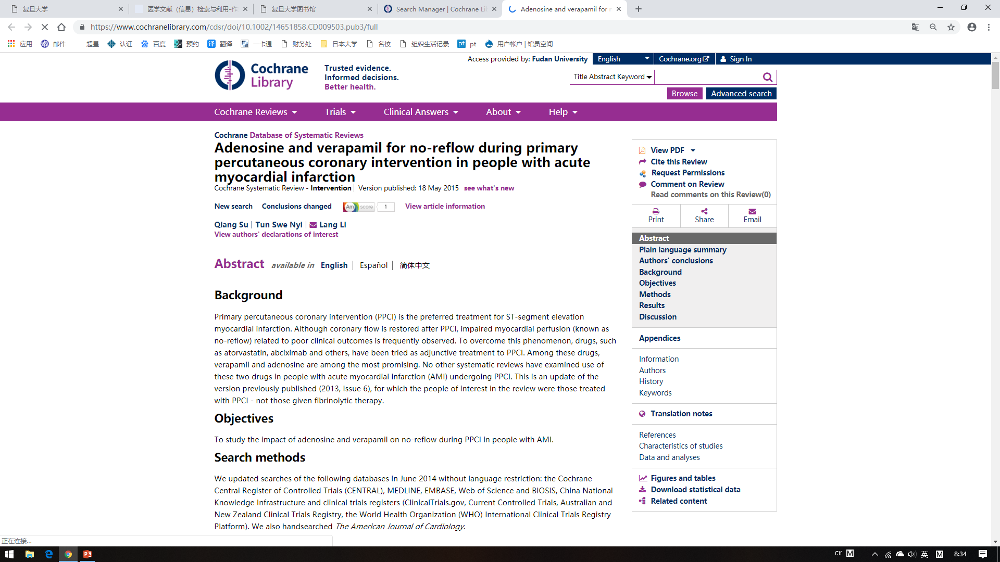 复旦大学
医学文献（信息）检索与利用-作
复旦大学图书馆
Search Manager | Cochrane Li
Adenosine and verapamil for n
https://www.cochranelibrary.com/cdsr/doi/10.1002/14651858.CD009503.pub3/full
应用 邮件 超星 认证 百度 预约 翻译 一卡通 财务处 日本大学 名校 组织生活记录 pt pt 用户帐户 | 馆员空间
Access provided by: Fudan University English Cochrane.org Sign In
Cochrane
Library
Trusted evidence.
Informed decisions.
Better health.
Title Abstract Keyword
Browse Advanced search
Cochrane Reviews Trials Clinical Answers About Help
Cochrane Database of Systematic Reviews
Adenosine and verapamil for no-reflow during primary
percutaneous coronary intervention in people with acute
myocardial infarction
Cochrane Systematic Review - Intervention | Version published: 18 May 2015 see what's new
New search Conclusions changed Am score 1 View article information
Qiang Su | Tun Swe Nyi | Lang Li
View authors' declarations of interest
Abstract available in English | Español | 简体中文
Background
Primary percutaneous coronary intervention (PPCI) is the preferred treatment for ST-segment elevation
myocardial infarction. Although coronary flow is restored after PPCI, impaired myocardial perfusion (known as
no-reflow) related to poor clinical outcomes is frequently observed. To overcome this phenomenon, drugs, such
as atorvastatin, abciximab and others, have been tried as adjunctive treatment to PPCI. Among these drugs,
verapamil and adenosine are among the most promising. No other systematic reviews have examined use of
these two drugs in people with acute myocardial infarction (AMI) undergoing PPCI. This is an update of the
version previously published (2013, Issue 6), for which the people of interest in the review were those treated
with PPCI - not those given fibrinolytic therapy.
Objectives
To study the impact of adenosine and verapamil on no-reflow during PPCI in people with AMI.
Search methods
We updated searches of the following databases in June 2014 without language restriction: the Cochrane
Central Register of Controlled Trials (CENTRAL), MEDLINE, EMBASE, Web of Science and BIOSIS, China National
Knowledge Infrastructure and clinical trials registers (ClinicalTrials.gov, Current Controlled Trials, Australian and
New Zealand Clinical Trials Registry, the World Health Organization (WHO) International Clinical Trials Registry
Platform). We also handsearched The American Journal of Cardiology.
View PDF
Cite this Review
Request Permissions
Comment on Review
Read comments on this Review(0)
Print Share Email
Abstract
Plain language summary
Authors' conclusions
Background
Objectives
Methods
Results
Discussion
Appendices
Information
Authors
History
Keywords
Translation notes
References
Characteristics of studies
Data and analyses
Figures and tables
Download statistical data
Related content
正在连接...
CH M 英 M 8:34